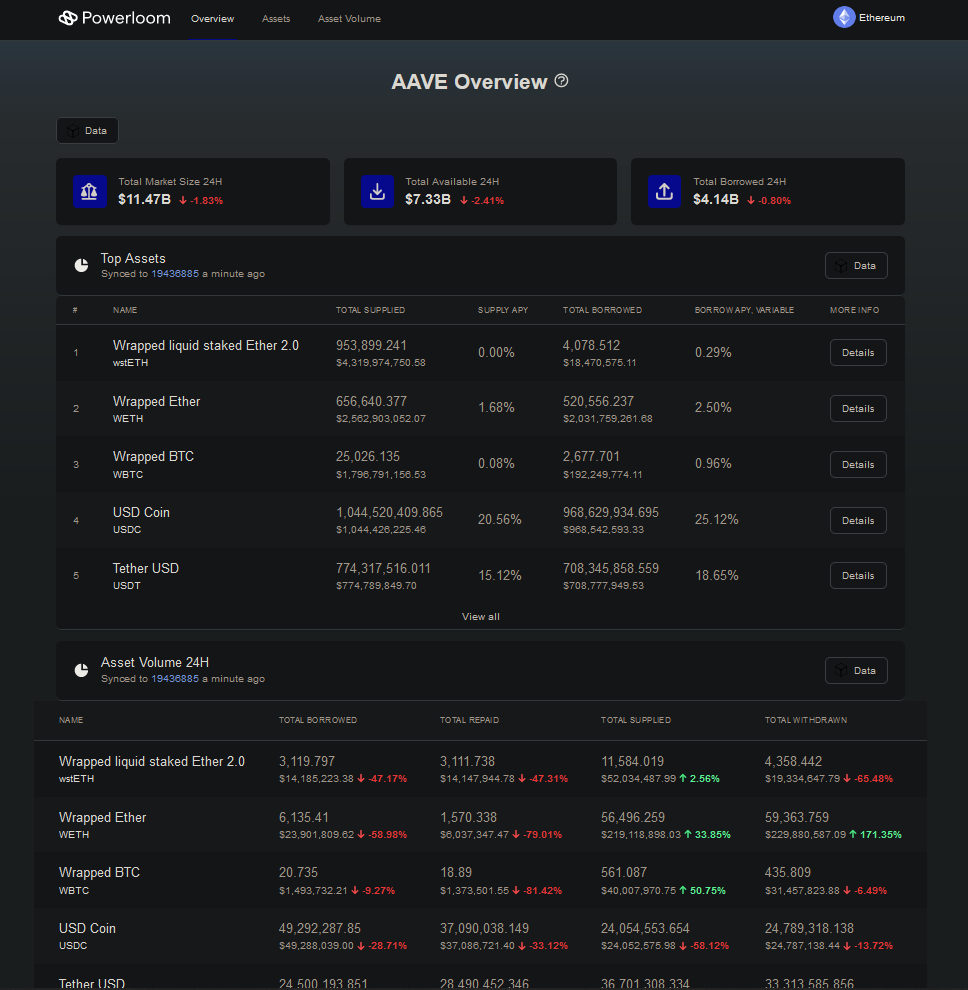 Powerloom Overview Assets Asset Volume Ethereum
AAVE Overview
Data
Total Market Size 24H
$11.47B -1.83%
Total Available 24H
$7.33B -2.41%
Total Borrowed 24H
$4.14B -0.80%
Top Assets
Synced to 19436885 a minute ago
Data
# NAME TOTAL SUPPLIED SUPPLY APY TOTAL BORROWED BORROW APY, VARIABLE MORE INFO
1 Wrapped liquid staked Ether 2.0 953,899.241 0.00% 4,078.512 0.29% Details
wstETH $4,319,974,750.58 $18,470,575.11
2 Wrapped Ether 656,640.377 1.68% 520,556.237 2.50% Details
WETH $2,562,903,052.07 $2,031,759,261.68
3 Wrapped BTC 25,026.135 0.08% 2,677.701 0.96% Details
WBTC $1,796,791,156.53 $192,249,774.11
4 USD Coin 1,044,520,409.865 20.56% 968,629,934.695 25.12% Details
USDC $1,044,426,225.46 $968,542,593.33
5 Tether USD 774,317,516.011 15.12% 708,345,858.559 18.65% Details
USDT $774,789,849.70 $708,777,949.53
View all
Asset Volume 24H
Synced to 19436885 a minute ago
Data
NAME TOTAL BORROWED TOTAL REPAID TOTAL SUPPLIED TOTAL WITHDRAWN
Wrapped liquid staked Ether 2.0 3,119.797 3,111.738 11,584.019 4,358.442
wstETH $14,185,223.38 -47.17% $14,147,944.78 -47.31% $52,034,487.99 2.56% $19,334,647.79 -65.48%
Wrapped Ether 6,135.41 1,570.338 56,496.259 59,363.759
WETH $23,901,809.62 -58.98% $6,037,347.47 -79.01% $219,118,898.03 33.85% $229,880,587.09 171.35%
Wrapped BTC 20.735 18.89 561.087 435.809
WBTC $1,493,732.21 -9.27% $1,373,501.55 -81.42% $40,007,970.75 50.75% $31,457,823.88 -6.49%
USD Coin 49,292,287.85 37,090,038.149 24,054,553.654 24,789,318.138
USDC $49,288,039.00 -28.71% $37,086,721.40 -33.12% $24,052,575.98 -58.12% $24,787,138.44 -13.72%
Tether USD 24,500,193.851 28,490,452.346 36,701,308.334 33,313,585.856